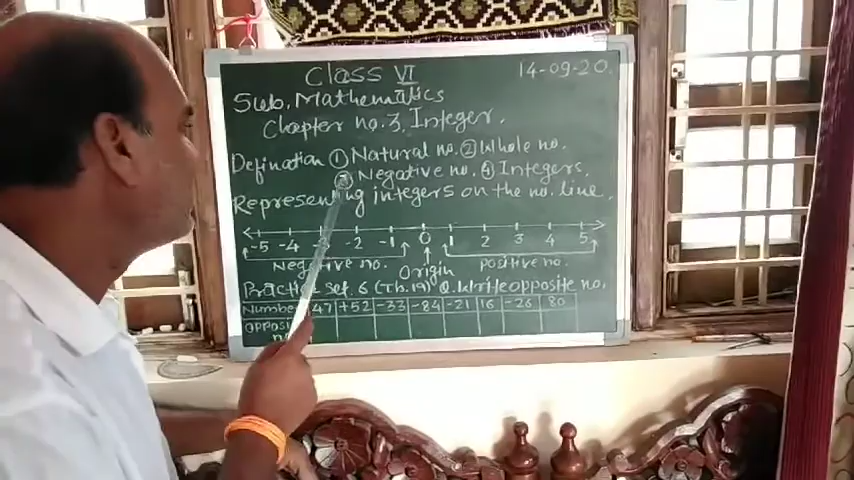 Class VI 14-09-20
Sub. Mathematics
Chapter no. 3. Integer.
Defination ① Natural no. ② Whole no.
③ Negative no. ④ Integers.
Representing integers on the no. line.
-5 -4 -3 -2 -1 0 1 2 3 4 5
Negative no. Origin Positive no.
Practice Set. 6 (T.b.19) Q.1. Write opposite no.
Number 47 +52 -33 -84 -21 16 -26 80
Opposite